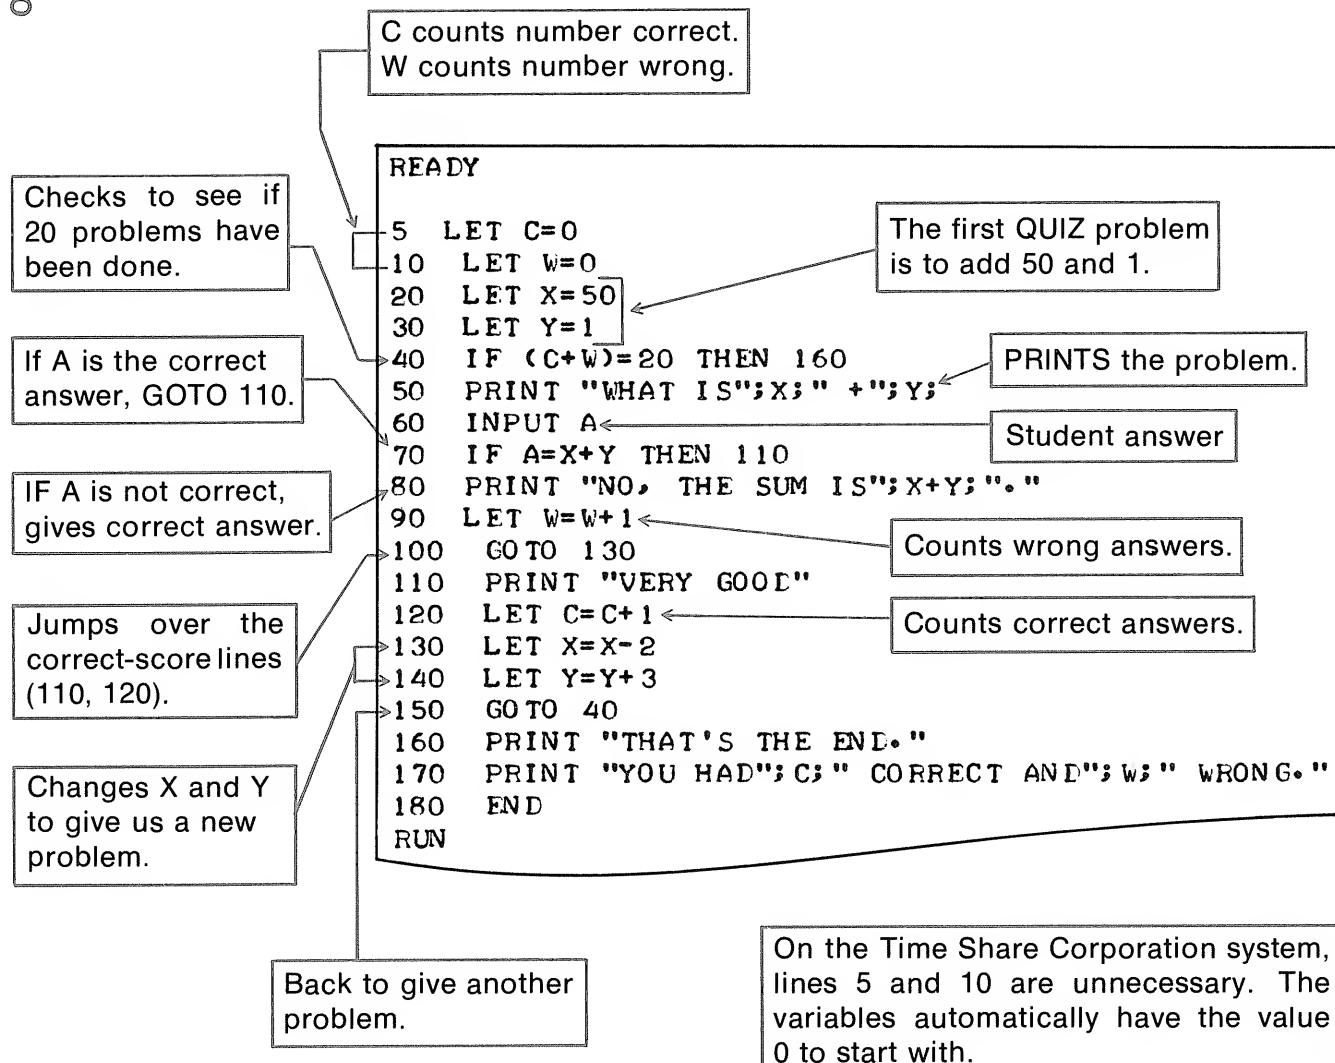 C counts number correct.
W counts number wrong.
READY
5 LET C=0
10 LET W=0
20 LET X=50
30 LET Y=1
40 IF (C+W)=20 THEN 160
50 PRINT "WHAT IS";X;" +";Y;
60 INPUT A
70 IF A=X+Y THEN 110
80 PRINT "NO, THE SUM IS";X+Y;"."
90 LET W=W+1
100 GOTO 130
110 PRINT "VERY GOOD"
120 LET C=C+1
130 LET X=X-2
140 LET Y=Y+3
150 GOTO 40
160 PRINT "THAT'S THE END."
170 PRINT "YOU HAD";C;" CORRECT AND";W;" WRONG."
180 END
RUN
Checks to see if
20 problems have
been done.
If A is the correct
answer, GOTO 110.
IF A is not correct,
gives correct answer.
Jumps over the
correct-score lines
(110, 120).
Changes X and Y
to give us a new
problem.
Back to give another
problem.
The first QUIZ problem
is to add 50 and 1.
PRINTS the problem.
Student answer
Counts wrong answers.
Counts correct answers.
On the Time Share Corporation system,
lines 5 and 10 are unnecessary. The
variables automatically have the value
0 to start with.